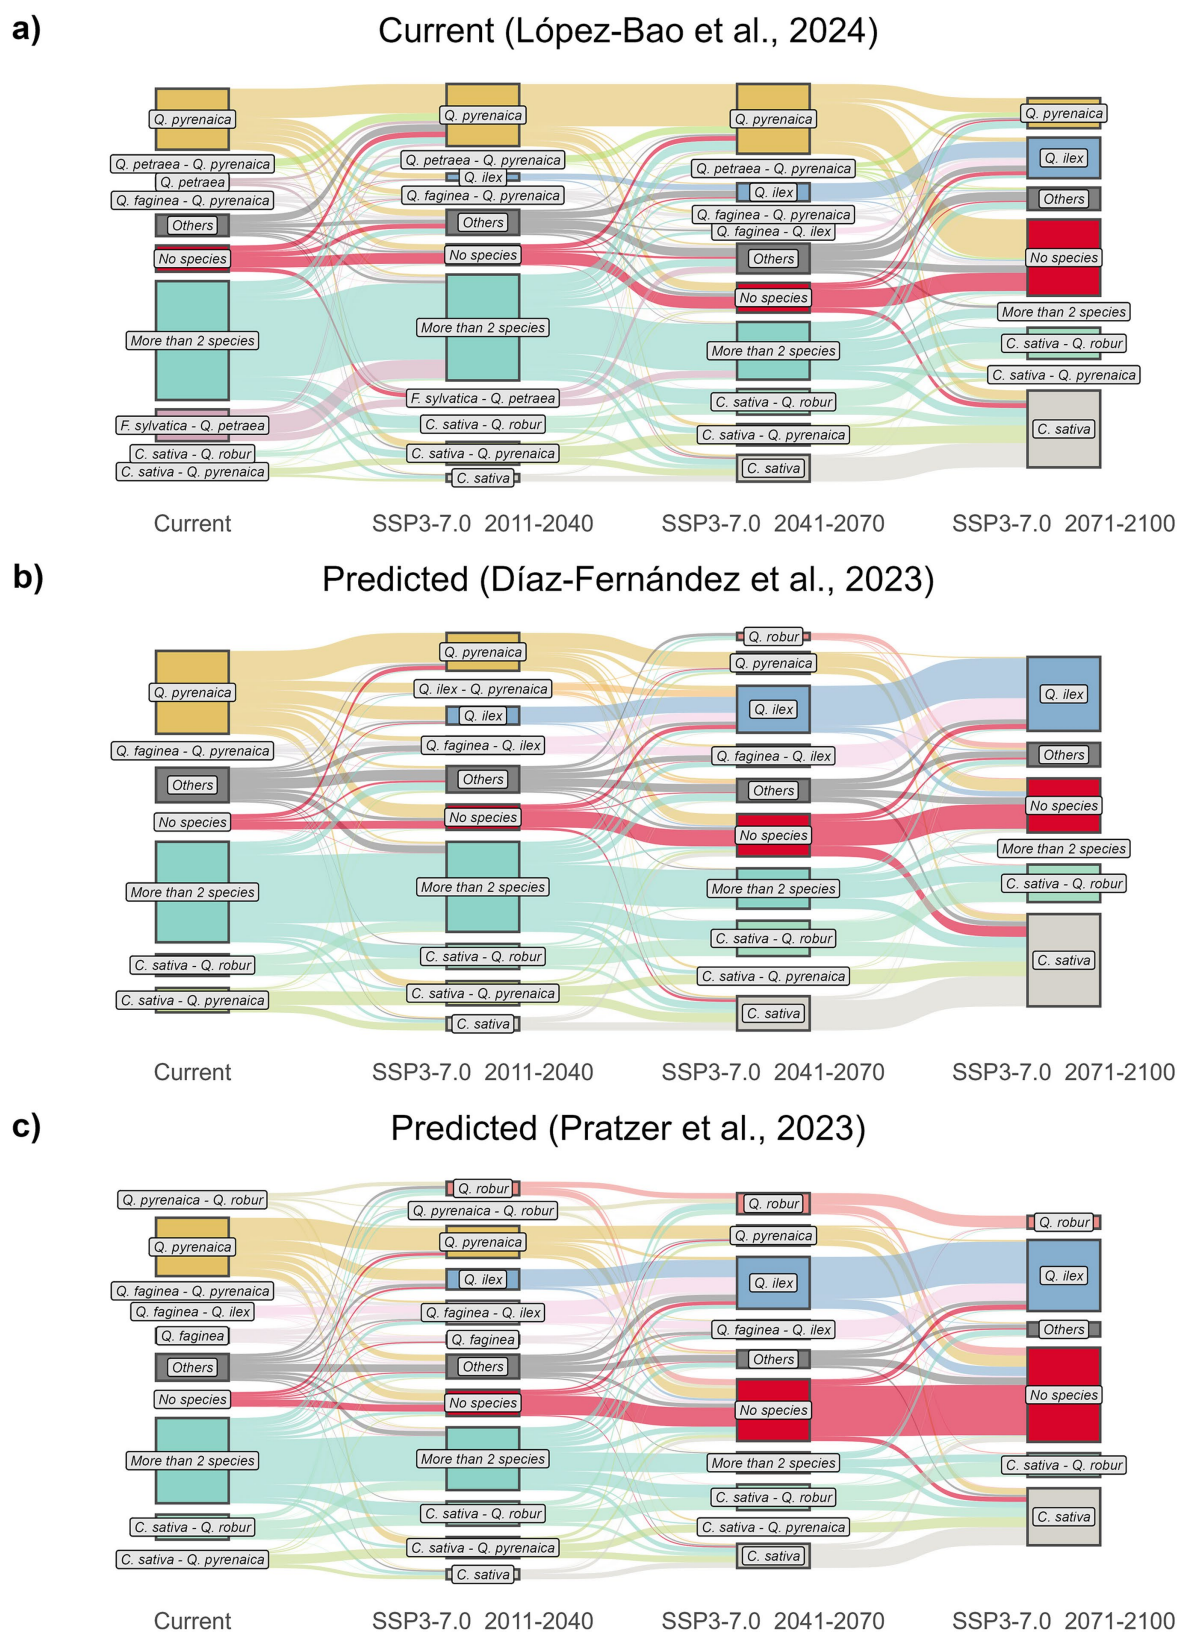 a)
Current (López-Bao et al., 2024)
Q. pyrenaica
Q. petraea - Q. pyrenaica
Q. petraea
Q. faginea - Q. pyrenaica
Others
No species
More than 2 species
F. sylvatica - Q. petraea
C. sativa - Q. robur
C. sativa - Q. pyrenaica
Q. pyrenaica
Q. petraea - Q. pyrenaica
Q. ilex
Q. faginea - Q. pyrenaica
Others
No species
More than 2 species
F. sylvatica - Q. petraea
C. sativa - Q. robur
C. sativa - Q. pyrenaica
C. sativa
Q. pyrenaica
Q. petraea - Q. pyrenaica
Q. ilex
Q. faginea - Q. pyrenaica
Q. faginea - Q. ilex
Others
No species
More than 2 species
C. sativa - Q. robur
C. sativa - Q. pyrenaica
C. sativa
Q. pyrenaica
Q. ilex
Others
No species
More than 2 species
C. sativa - Q. robur
C. sativa - Q. pyrenaica
C. sativa
Current SSP3-7.0 2011-2040 SSP3-7.0 2041-2070 SSP3-7.0 2071-2100
b)
Predicted (Díaz-Fernández et al., 2023)
Q. pyrenaica
Q. faginea - Q. pyrenaica
Others
No species
More than 2 species
C. sativa - Q. robur
C. sativa - Q. pyrenaica
Q. pyrenaica
Q. ilex - Q. pyrenaica
Q. ilex
Q. faginea - Q. ilex
Others
No species
More than 2 species
C. sativa - Q. robur
C. sativa - Q. pyrenaica
C. sativa
Q. robur
Q. pyrenaica
Q. ilex
Q. faginea - Q. ilex
Others
No species
More than 2 species
C. sativa - Q. robur
C. sativa - Q. pyrenaica
C. sativa
Q. ilex
Others
No species
More than 2 species
C. sativa - Q. robur
C. sativa
Current SSP3-7.0 2011-2040 SSP3-7.0 2041-2070 SSP3-7.0 2071-2100
c)
Predicted (Pratzer et al., 2023)
Q. pyrenaica - Q. robur
Q. pyrenaica
Q. faginea - Q. pyrenaica
Q. faginea - Q. ilex
Q. faginea
Others
No species
More than 2 species
C. sativa - Q. robur
C. sativa - Q. pyrenaica
Q. robur
Q. pyrenaica - Q. robur
Q. pyrenaica
Q. ilex
Q. faginea - Q. ilex
Q. faginea
Others
No species
More than 2 species
C. sativa - Q. robur
C. sativa - Q. pyrenaica
C. sativa
Q. robur
Q. pyrenaica
Q. ilex
Q. faginea - Q. ilex
Others
No species
More than 2 species
C. sativa - Q. robur
C. sativa - Q. pyrenaica
C. sativa
Q. robur
Q. ilex
Others
No species
C. sativa - Q. robur
C. sativa
Current SSP3-7.0 2011-2040 SSP3-7.0 2041-2070 SSP3-7.0 2071-2100